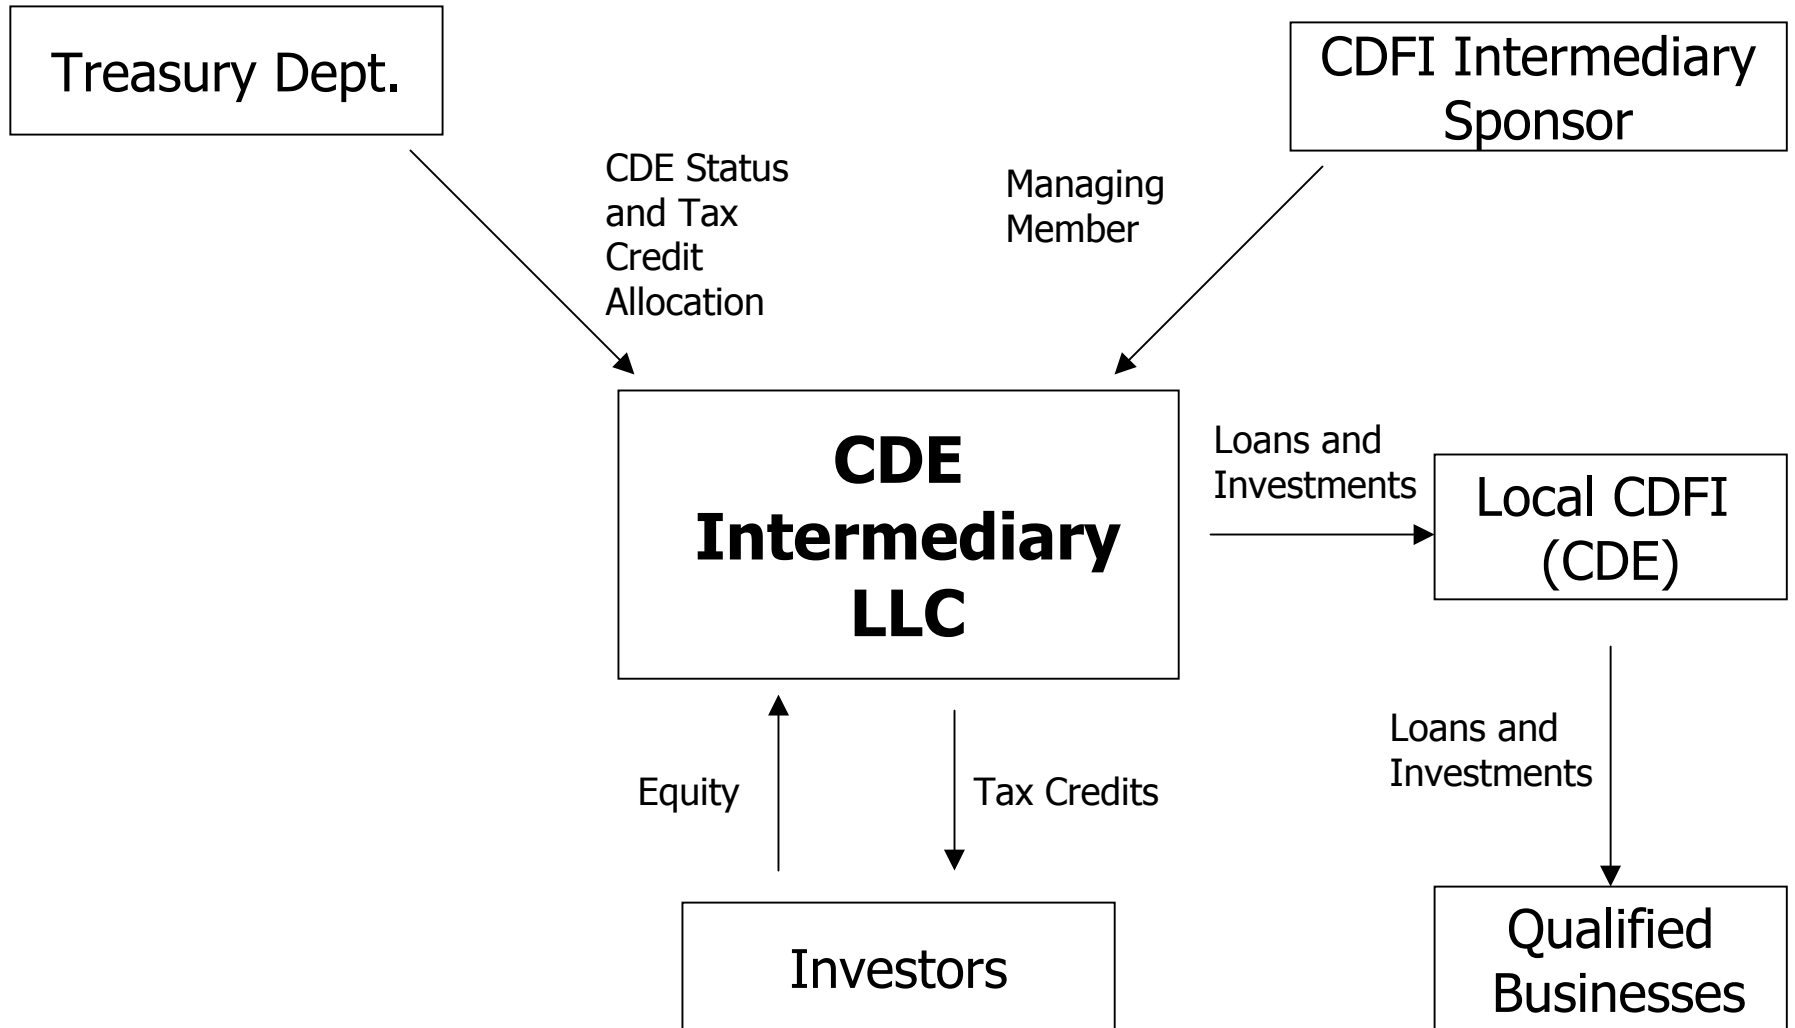 Treasury Dept.
CDFI Intermediary
Sponsor
CDE Status
and Tax
Credit
Allocation
Managing
Member
CDE
Intermediary
LLC
Loans and
Investments
Local CDFI
(CDE)
Equity
Tax Credits
Loans and
Investments
Investors
Qualified
Businesses